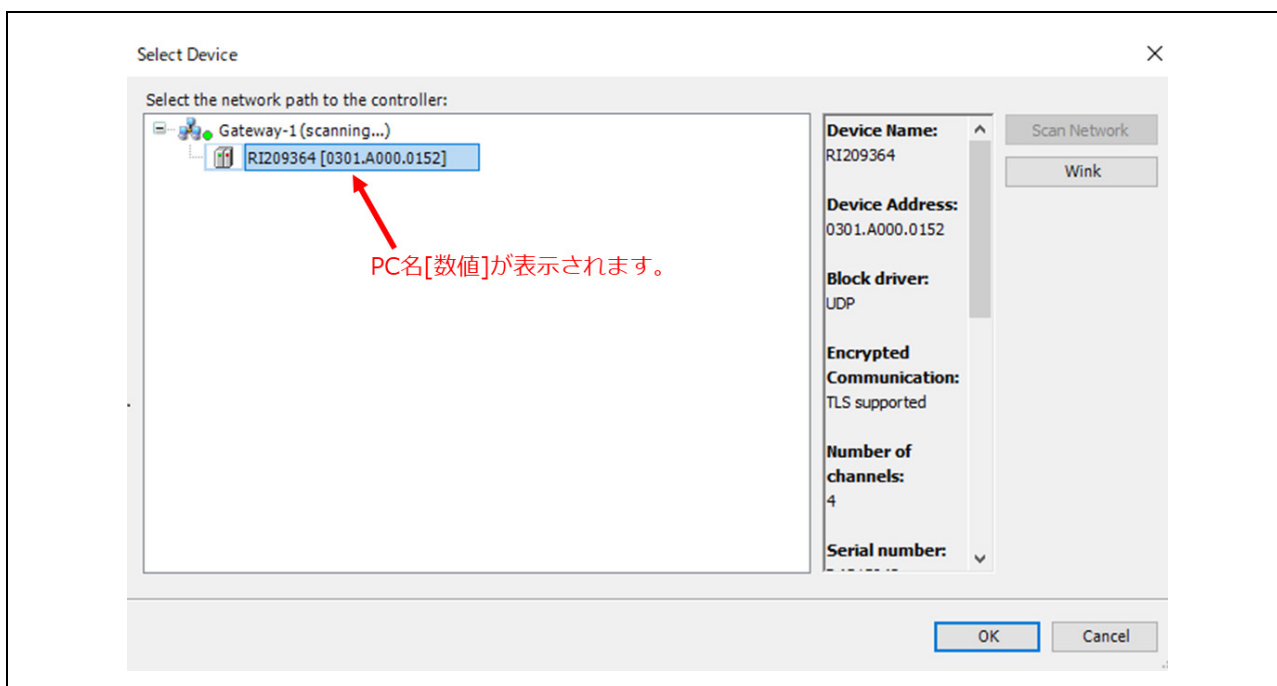 Select Device
Select the network path to the controller:
Gateway-1 (scanning...)
RI209364 [0301.A000.0152]
PC名[数値]が表示されます。
Device Name:
RI209364
Device Address:
0301.A000.0152
Block driver:
UDP
Encrypted
Communication:
TLS supported
Number of
channels:
4
Serial number:
Scan Network
Wink
OK
Cancel